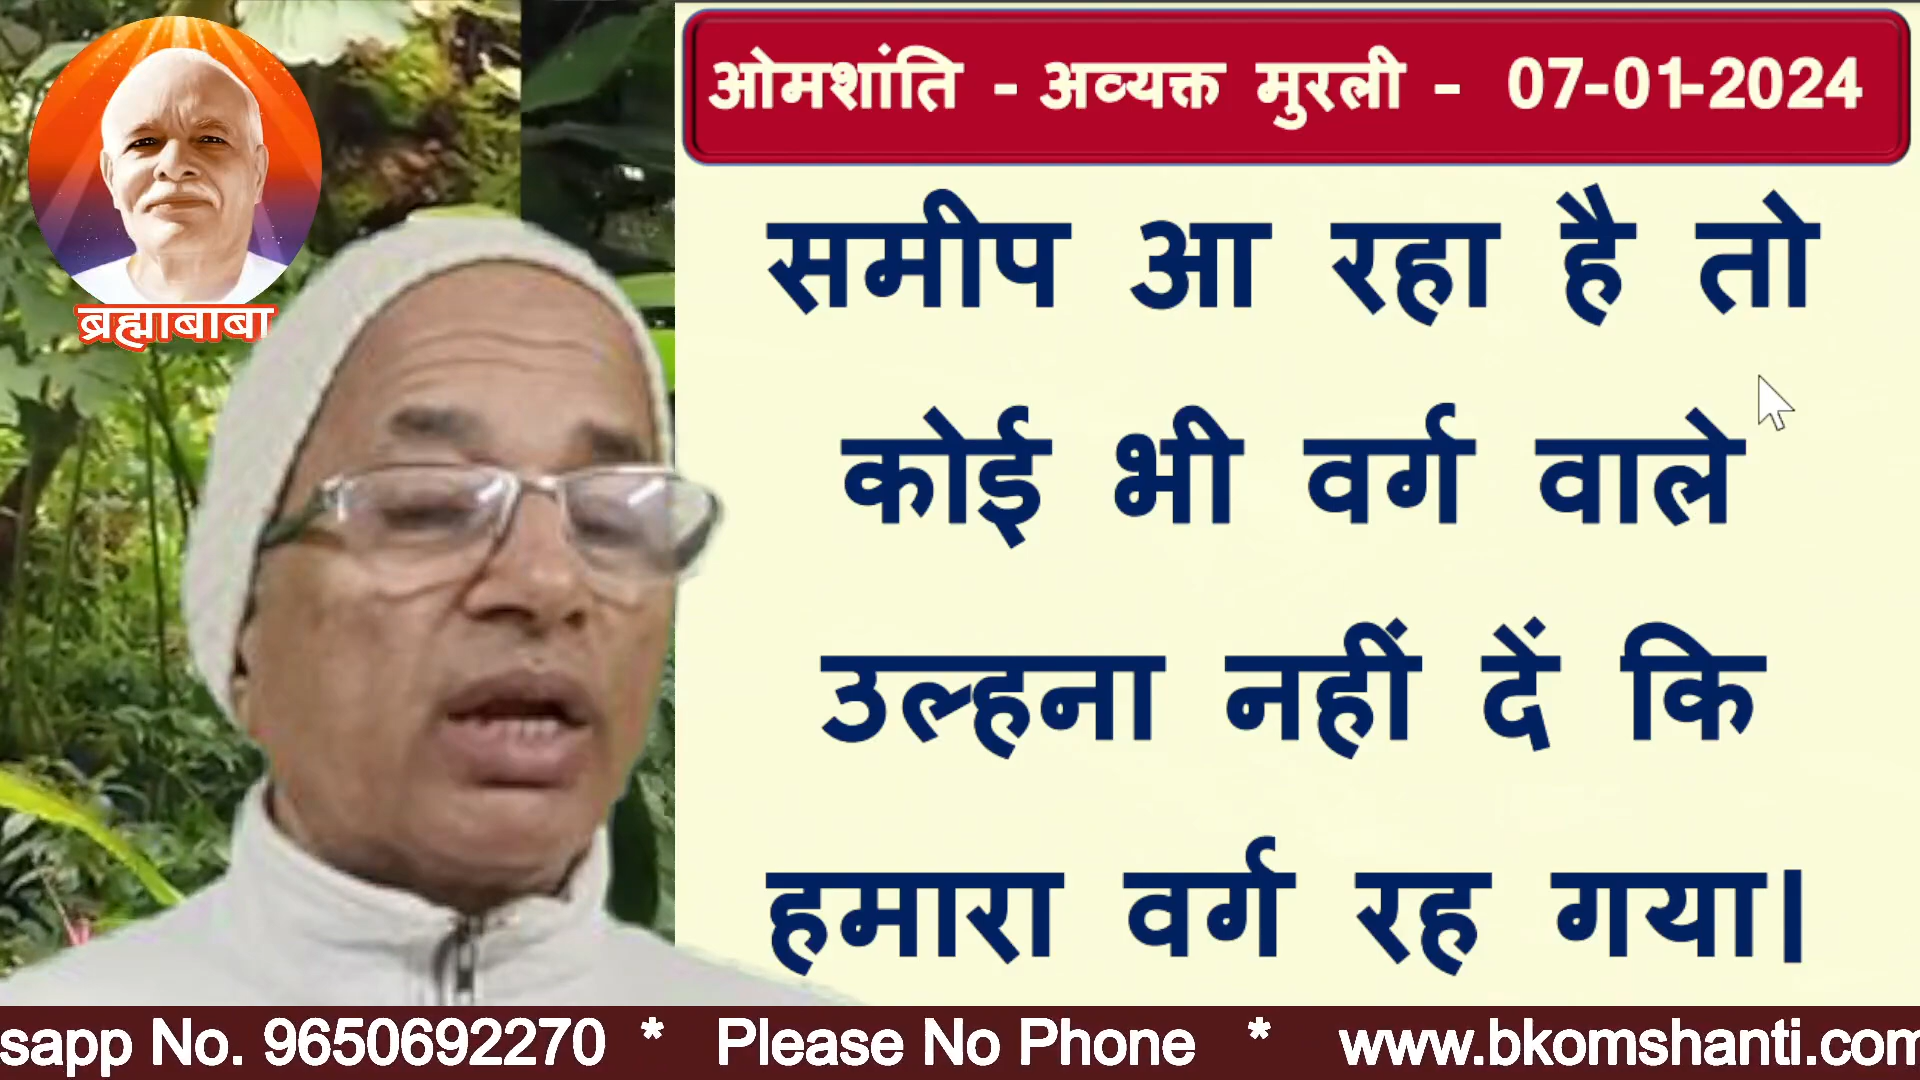 ओमशांति - अव्यक्त मुरली - 07-01-2024
ब्रह्माबाबा
समीप आ रहा है तो
कोई भी वर्ग वाले
उल्हना नहीं दें कि
हमारा वर्ग रह गया।
sapp No. 9650692270 * Please No Phone * www.bkomshanti.com